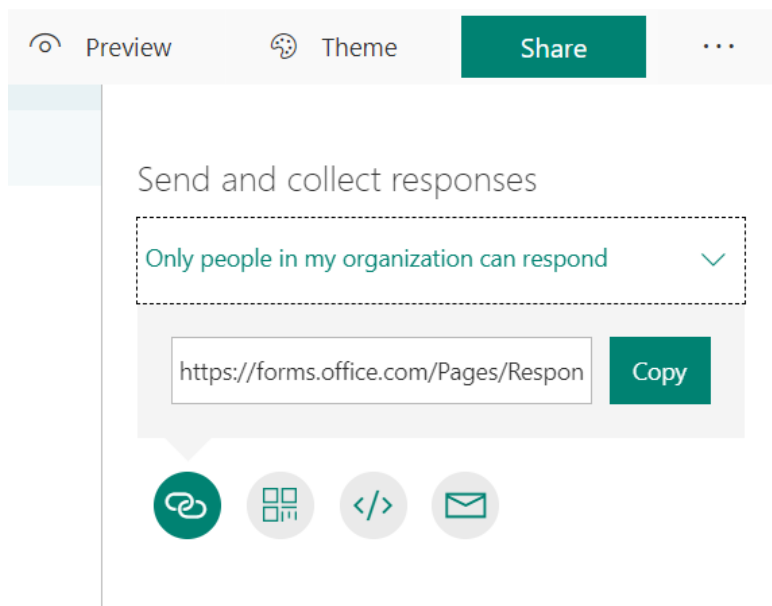 Preview Theme Share ...
Send and collect responses
Only people in my organization can respond
https://forms.office.com/Pages/Respon Copy